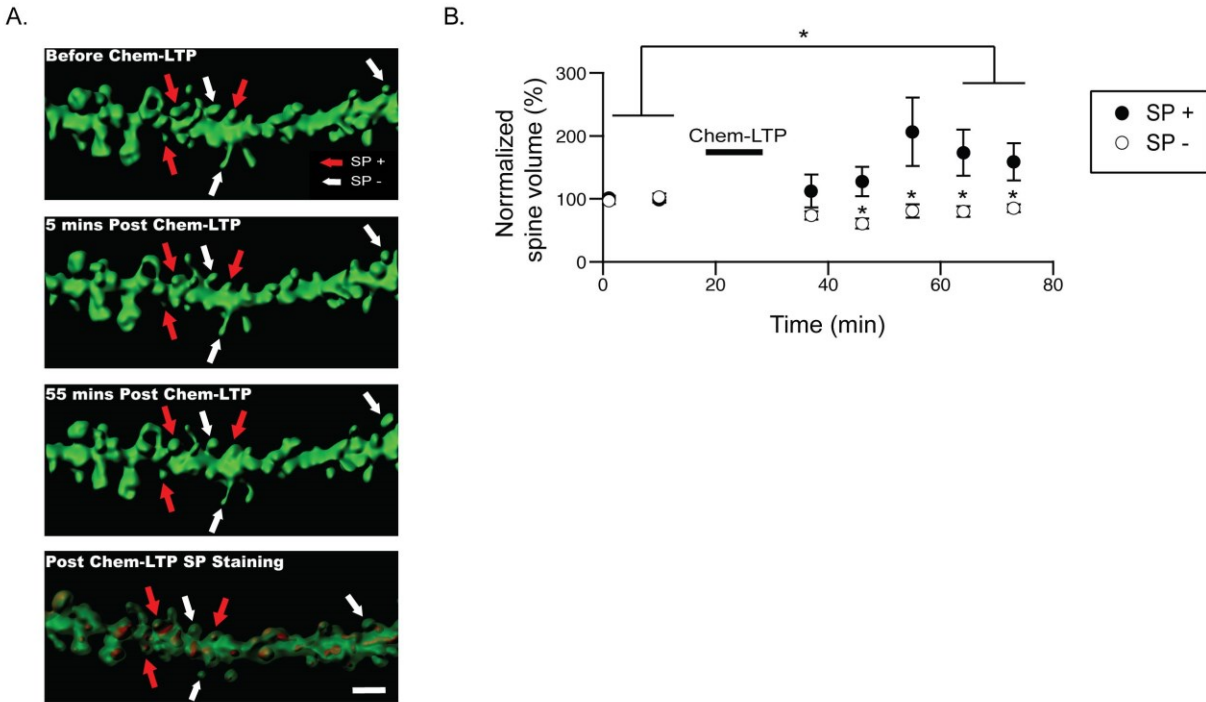 A.
Before Chem-LTP
SP +
SP -
5 mins Post Chem-LTP
55 mins Post Chem-LTP
Post Chem-LTP SP Staining
B.
*
300
200
100
0
Norrmalized
spine volume (%)
Chem-LTP
* * * *
0 20 40 60 80
Time (min)
SP +
SP -